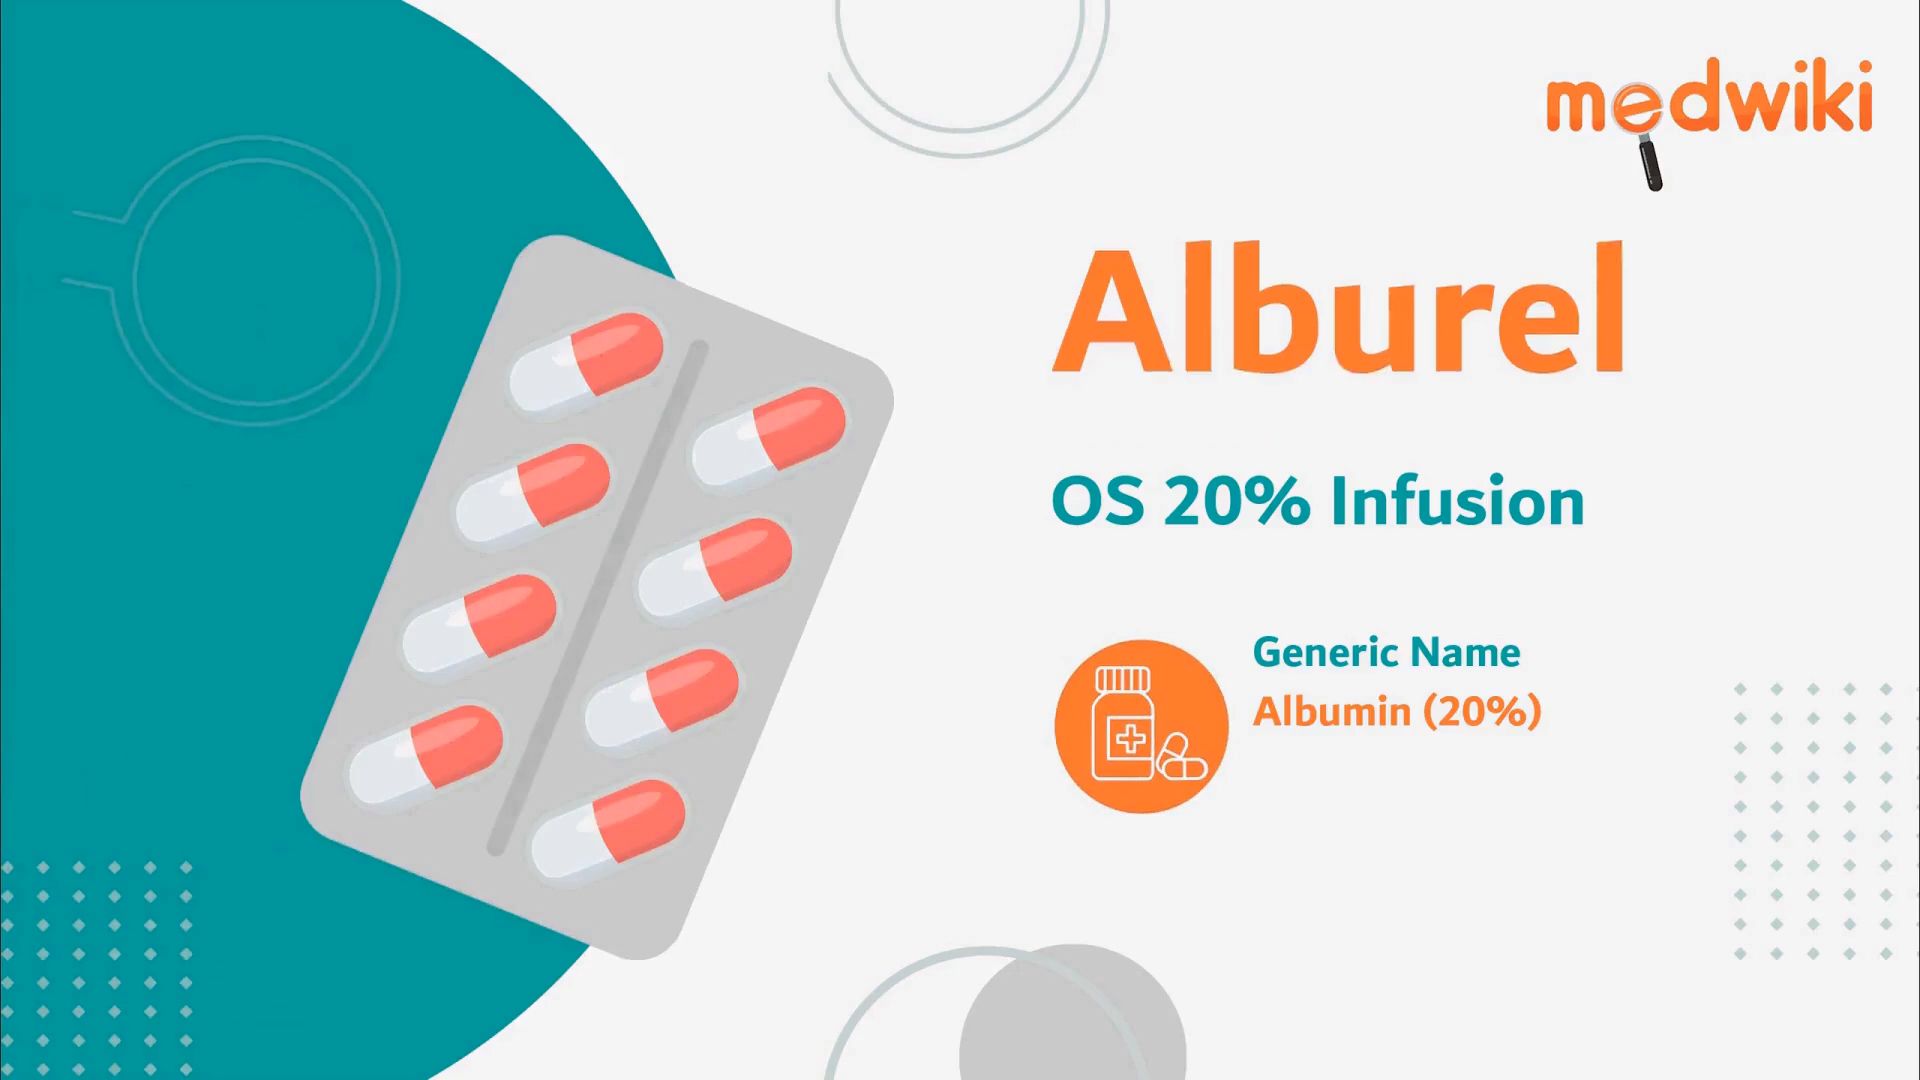 medwiki
Alburel
OS 20% Infusion
Generic Name
Albumin (20%)